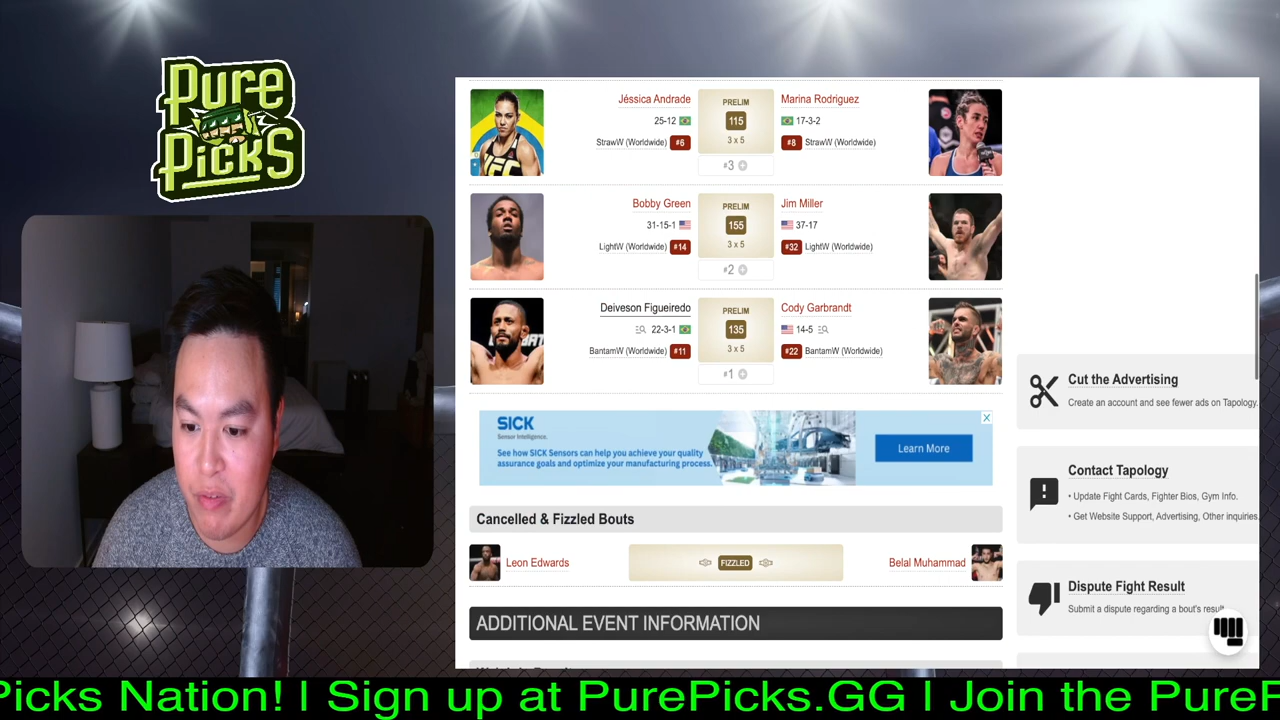 PURE
PICKS
Jéssica Andrade
25-12
StrawW (Worldwide) #6
PRELIM
115
3 x 5
#3
Marina Rodriguez
17-3-2
#8 StrawW (Worldwide)
Bobby Green
31-15-1
LightW (Worldwide) #14
PRELIM
155
3 x 5
#2
Jim Miller
37-17
#32 LightW (Worldwide)
Deiveson Figueiredo
22-3-1
BantamW (Worldwide) #11
PRELIM
135
3 x 5
#1
Cody Garbrandt
14-5
#22 BantamW (Worldwide)
SICK
Sensor Intelligence.
See how SICK Sensors can help you achieve your quality
assurance goals and optimize your manufacturing process.
Learn More
Cancelled & Fizzled Bouts
Leon Edwards
FIZZLED
Belal Muhammad
ADDITIONAL EVENT INFORMATION
Cut the Advertising
Create an account and see fewer ads on Tapology.
Contact Tapology
• Update Fight Cards, Fighter Bios, Gym Info.
• Get Website Support, Advertising, Other inquiries.
Dispute Fight Result
Submit a dispute regarding a bout's result
Picks Nation! | Sign up at PurePicks.GG | Join the PureP